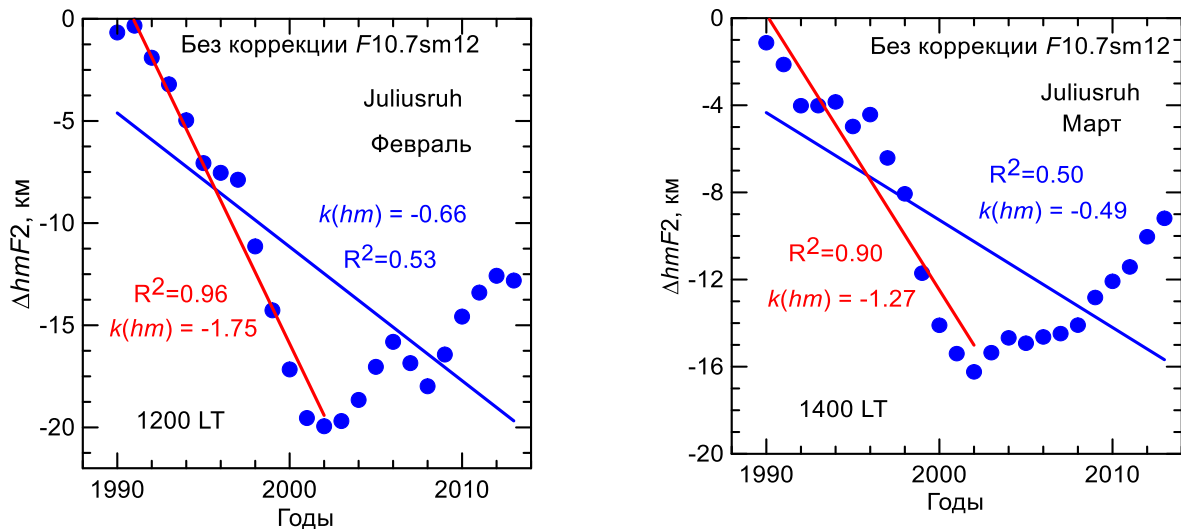 0
-5
-10
-15
-20
ΔhmF2, км
Без коррекции F10.7sm12
Juliusruh
Февраль
k(hm) = -0.66
R2=0.53
R2=0.96
k(hm) = -1.75
1200 LT
1990 2000 2010
Годы
0
-4
-8
-12
-16
-20
ΔhmF2, км
Без коррекции F10.7sm12
Juliusruh
Март
R2=0.50
k(hm) = -0.49
R2=0.90
k(hm) = -1.27
1400 LT
1990 2000 2010
Годы